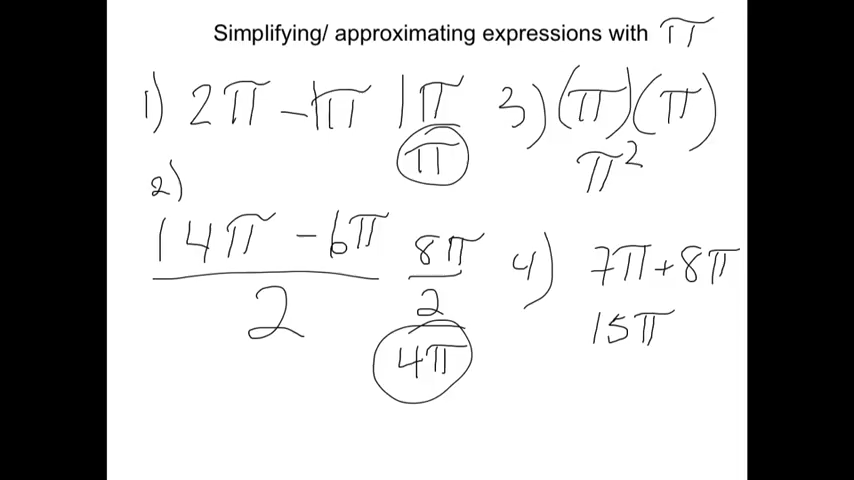 Simplifying/ approximating expressions with π
1) 2π - 1π 1π
π
2)
14π - 6π
2
8π
2
4π
3) (π)(π)
π²
4) 7π + 8π
15π